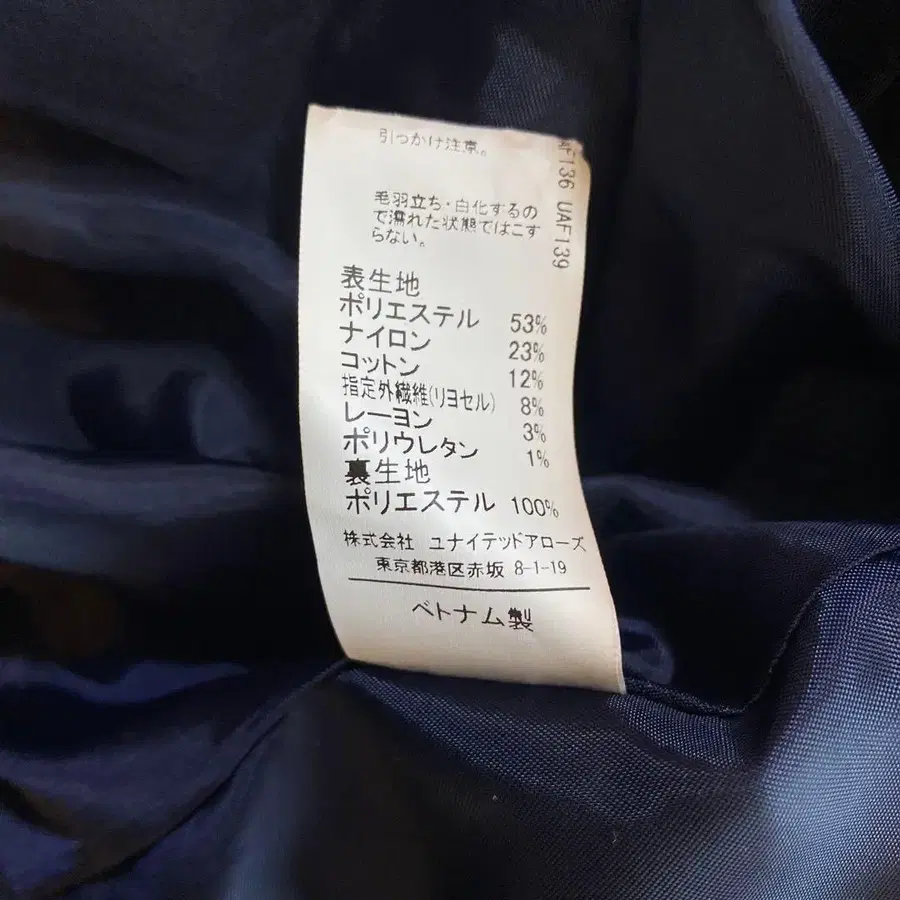 引っかけ注意。
毛羽立ち・白化するの
で濡れた状態ではこす
らない。
表生地
ポリエステル 53%
ナイロン 23%
コットン 12%
指定外繊維(リヨセル) 8%
レーヨン 3%
ポリウレタン 1%
裏生地
ポリエステル 100%
株式会社 ユナイテッドアローズ
東京都港区赤坂 8-1-19
ベトナム製
UAF139